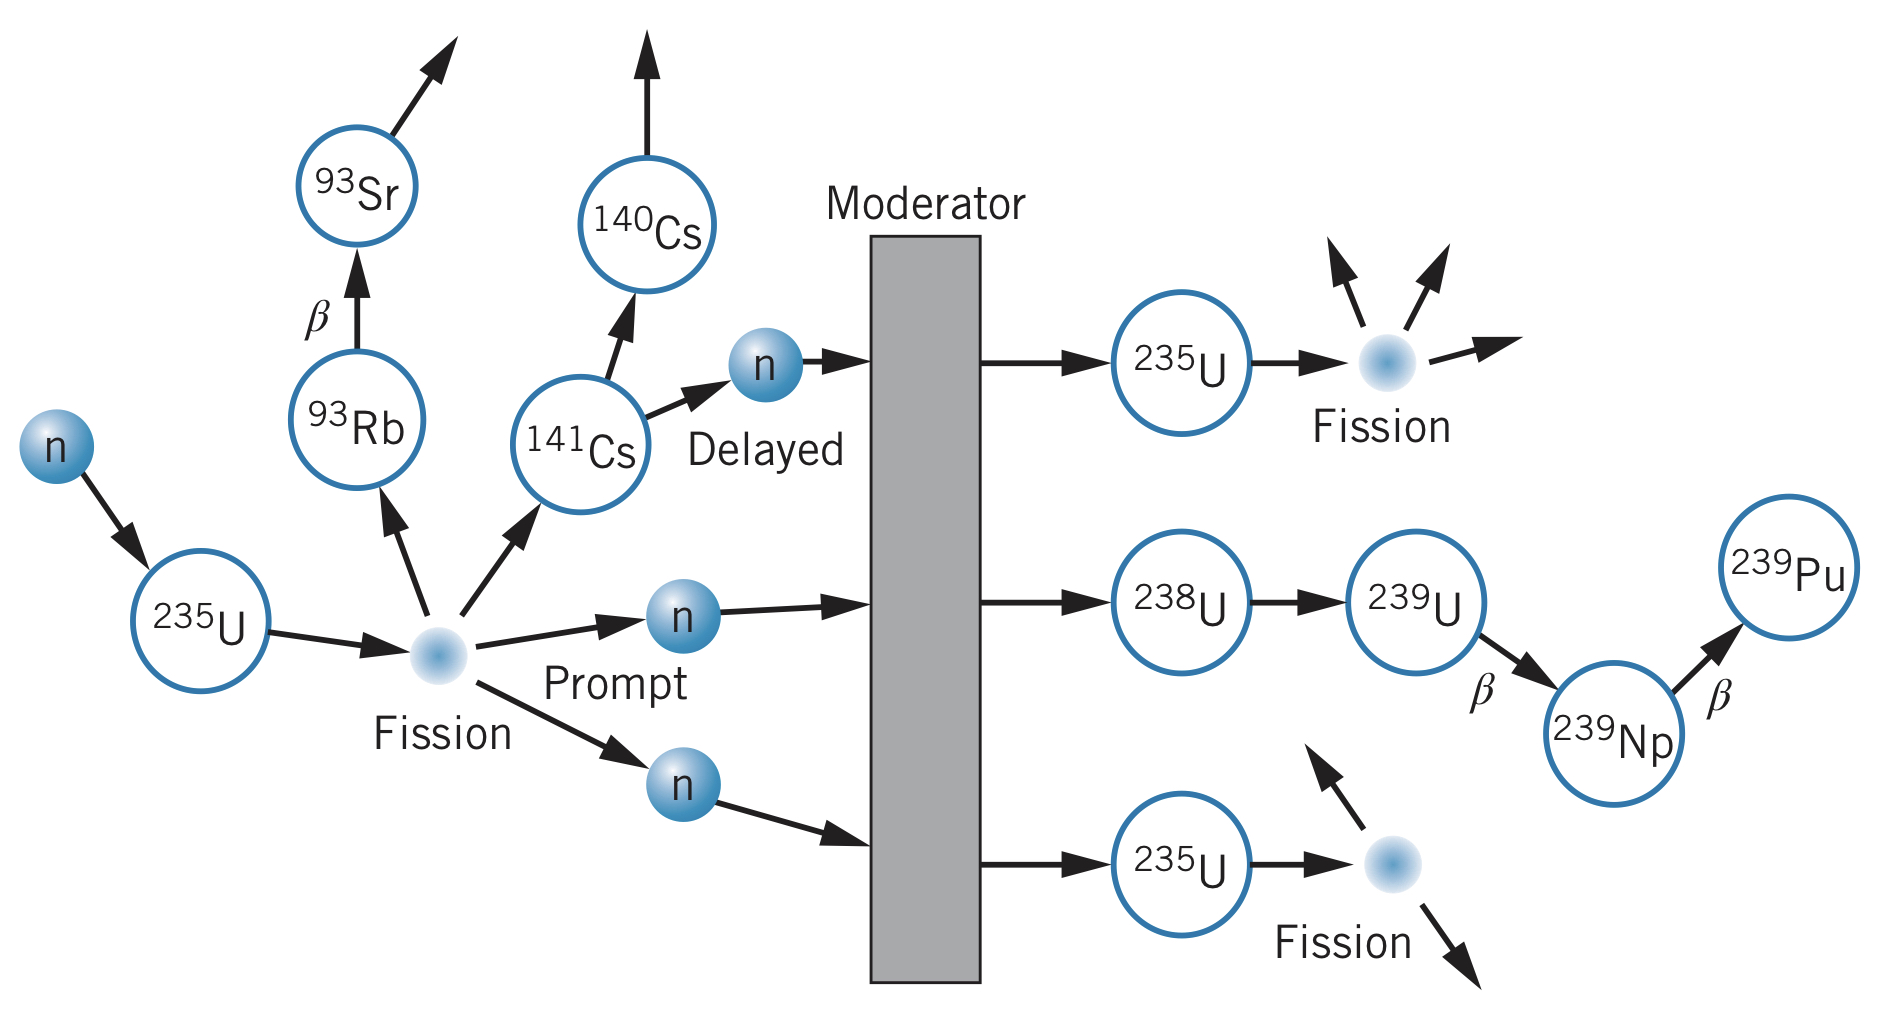 n
²³⁵U
Fission
⁹³Rb
β
⁹³Sr
¹⁴¹Cs
¹⁴⁰Cs
n
Delayed
n
Prompt
n
Moderator
²³⁵U
Fission
²³⁸U
²³⁹U
β
²³⁹Np
β
²³⁹Pu
²³⁵U
Fission